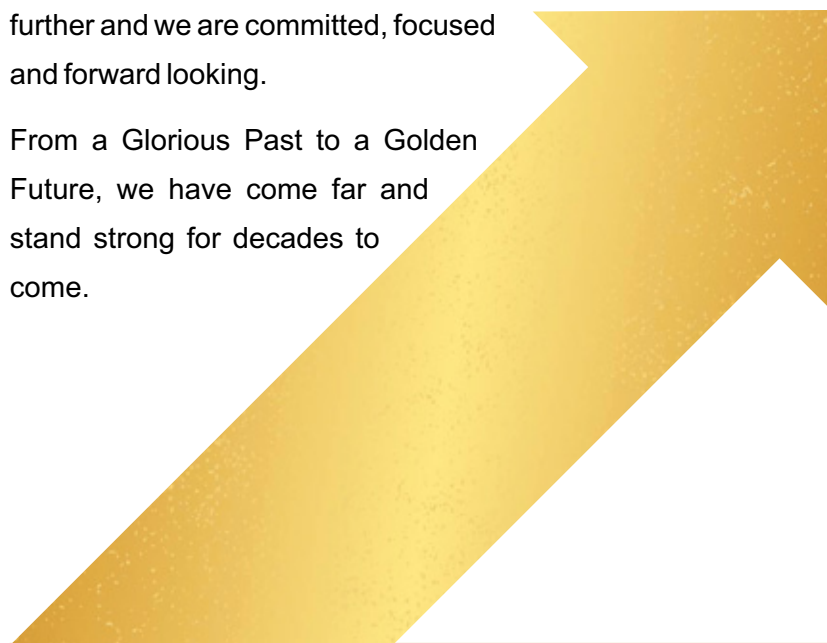 further and we are committed, focused
and forward looking.
From a Glorious Past to a Golden
Future, we have come far and
stand strong for decades to
come.